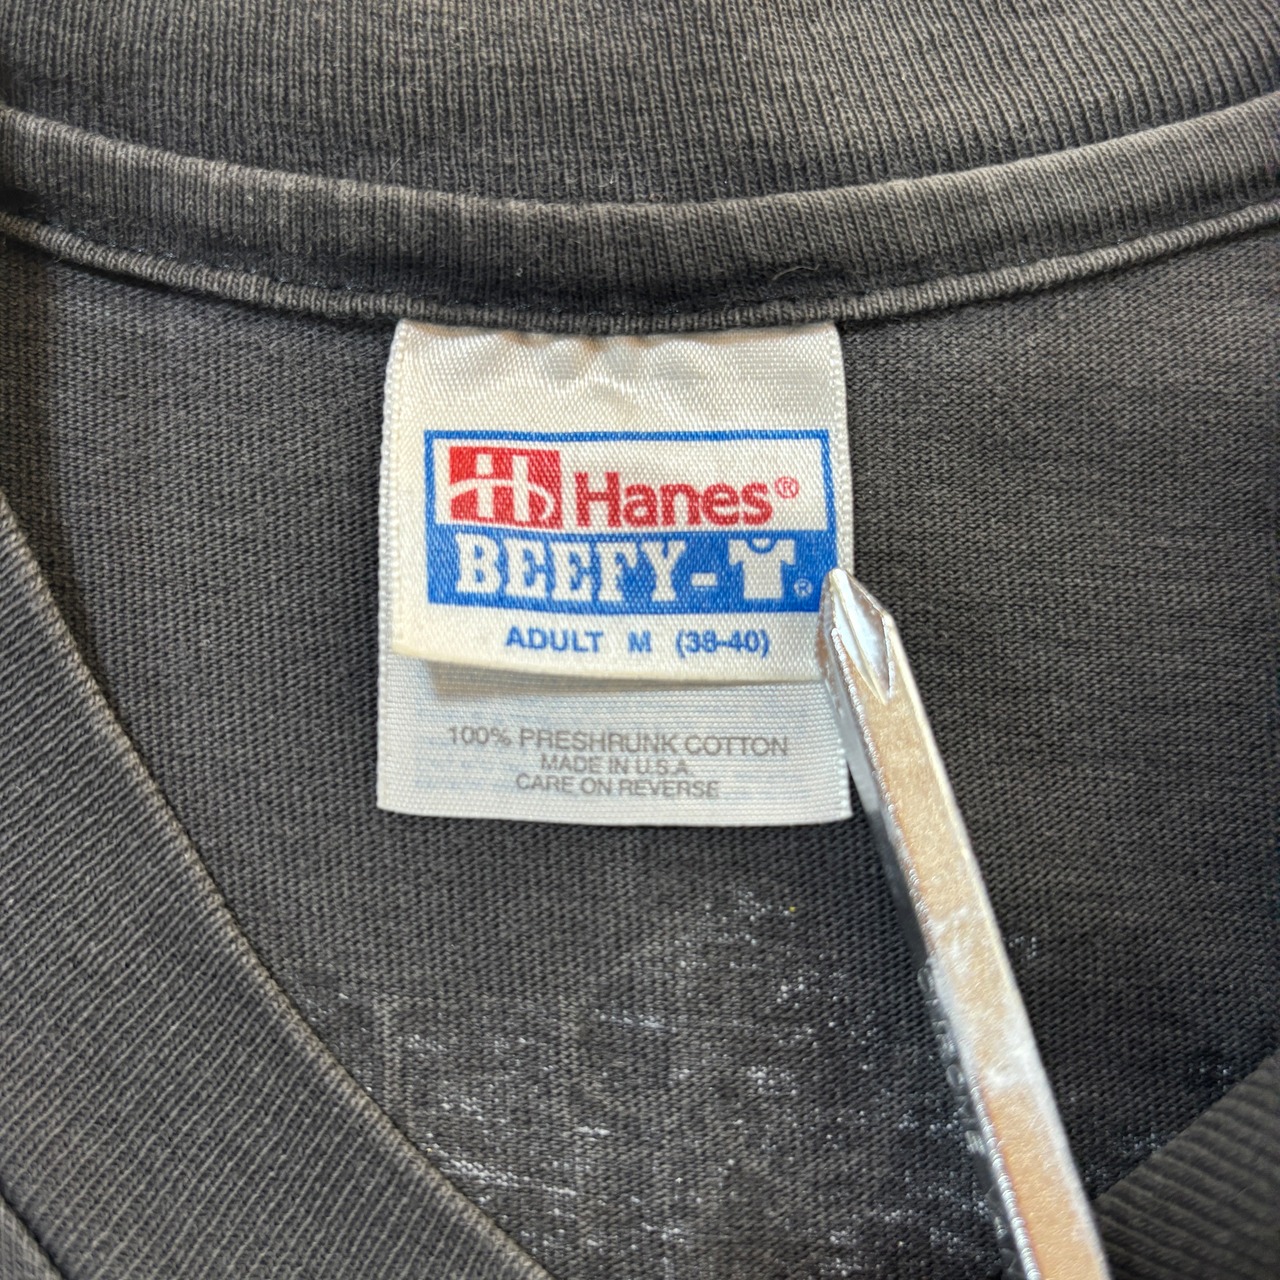 H Hanes®
BEEFY-T®
ADULT M (38-40)
100% PRESHRUNK COTTON
MADE IN U.S.A.
CARE ON REVERSE